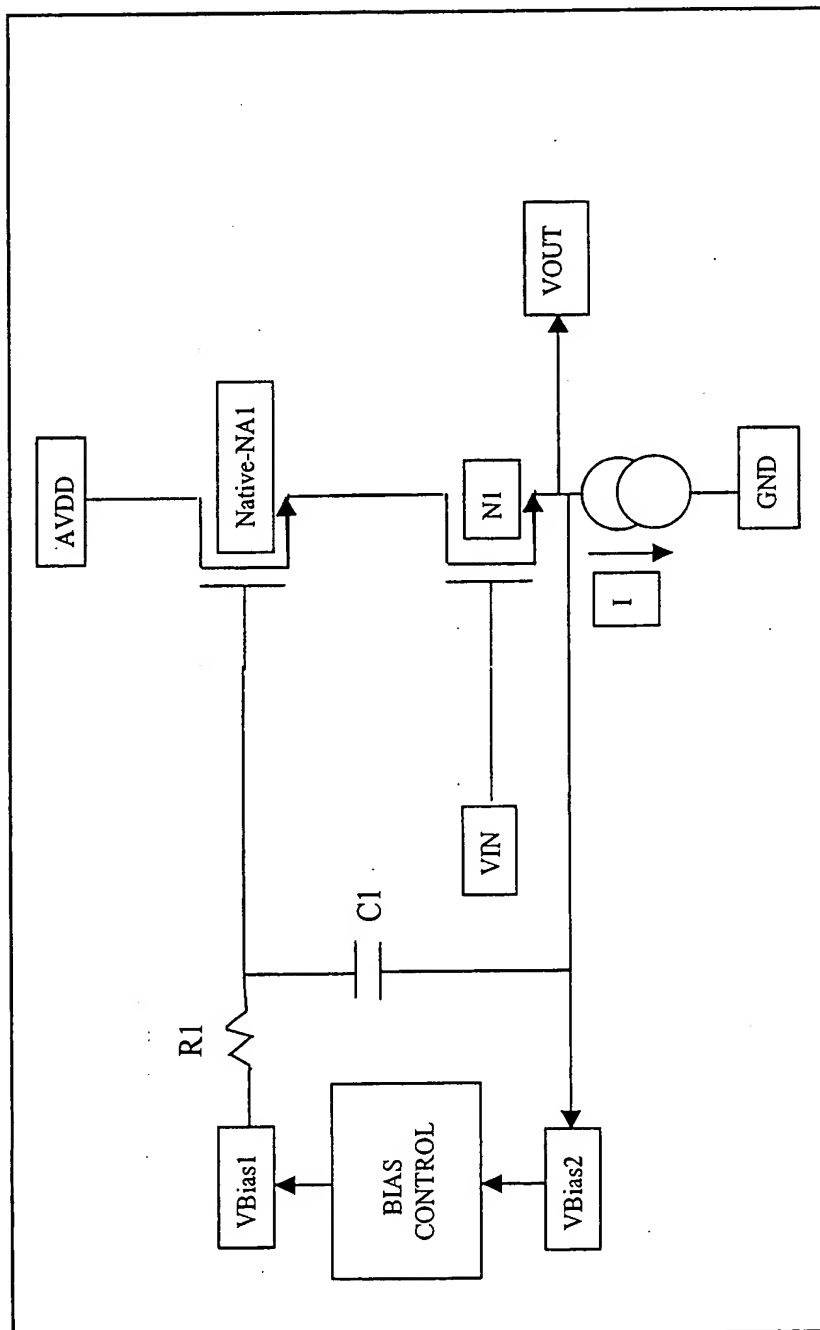 AVDD
Native-NA1
R1
VBias1
C1
BIAS
CONTROL
VIN
N1
VOUT
VBias2
I
GND